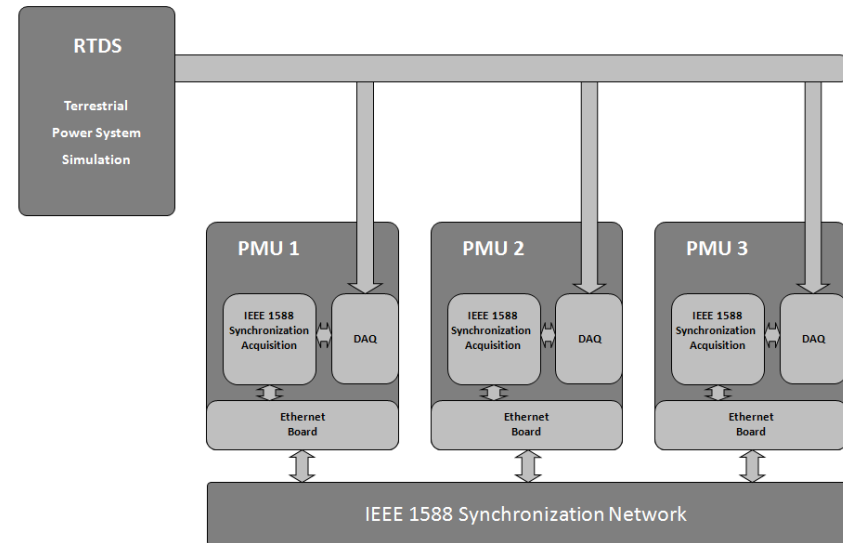 RTDS
Terrestrial
Power System
Simulation
PMU 1
IEEE 1588
Synchronization
Acquisition
DAQ
Ethernet
Board
PMU 2
IEEE 1588
Synchronization
Acquisition
DAQ
Ethernet
Board
PMU 3
IEEE 1588
Synchronization
Acquisition
DAQ
Ethernet
Board
IEEE 1588 Synchronization Network